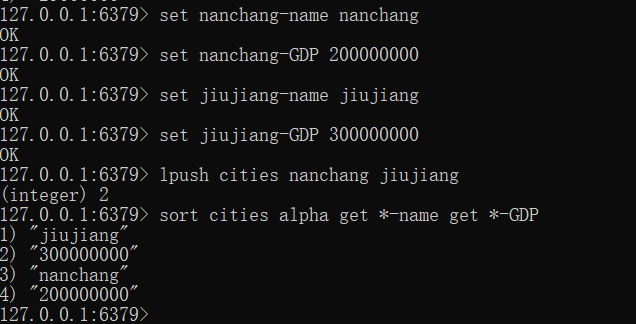 127.0.0.1:6379> set nanchang-name nanchang
OK
127.0.0.1:6379> set nanchang-GDP 200000000
OK
127.0.0.1:6379> set jiujiang-name jiujiang
OK
127.0.0.1:6379> set jiujiang-GDP 300000000
OK
127.0.0.1:6379> lpush cities nanchang jiujiang
(integer) 2
127.0.0.1:6379> sort cities alpha get *-name get *-GDP
1) "jiujiang"
2) "300000000"
3) "nanchang"
4) "200000000"
127.0.0.1:6379>